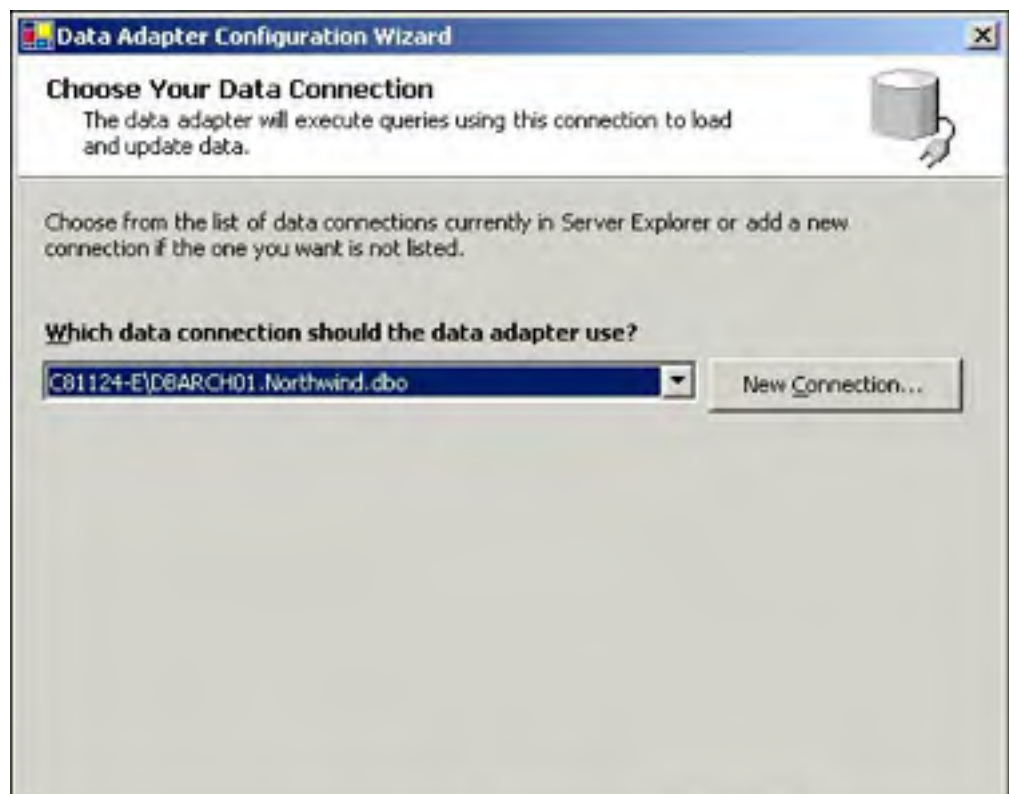 Data Adapter Configuration Wizard
Choose Your Data Connection
The data adapter will execute queries using this connection to load
and update data.
Choose from the list of data connections currently in Server Explorer or add a new
connection if the one you want is not listed.
Which data connection should the data adapter use?
C81124-E\DBARCH01.Northwind.dbo
New Connection...